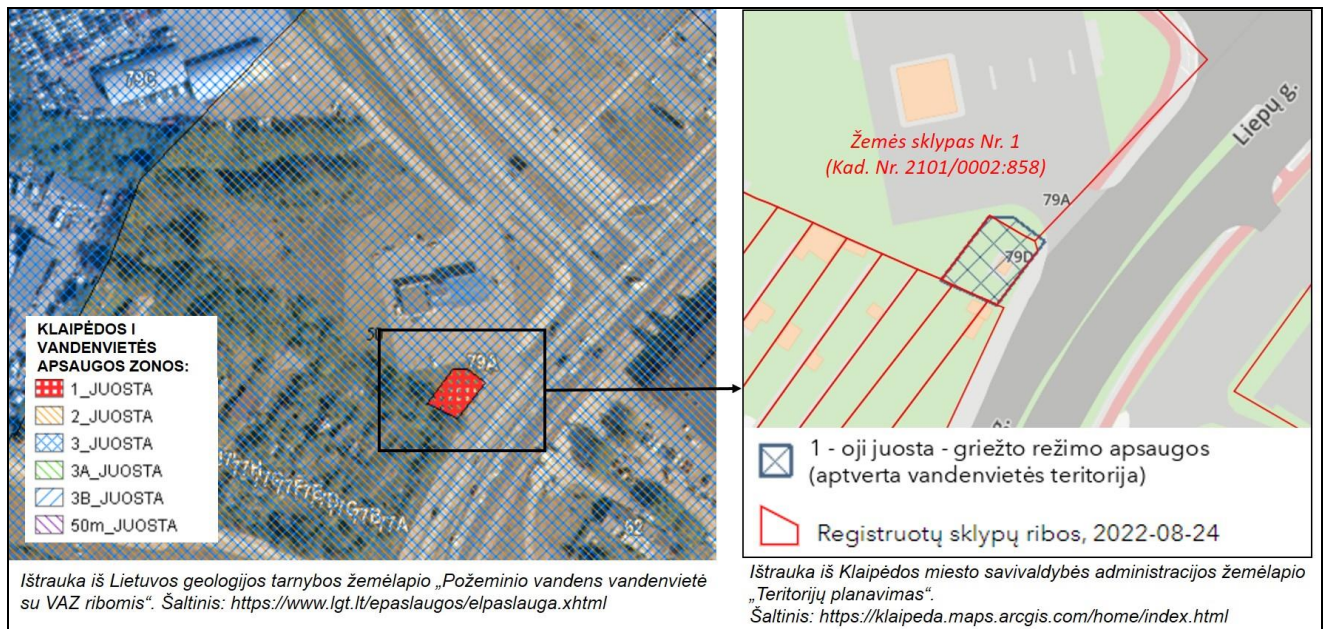 79C
50
79A
62
KLAIPĖDOS I
VANDENVIETĖS
APSAUGOS ZONOS:
1_JUOSTA
2_JUOSTA
3_JUOSTA
3A_JUOSTA
3B_JUOSTA
50m_JUOSTA
Ištrauka iš Lietuvos geologijos tarnybos žemėlapio „Požeminio vandens vandenvietė
su VAZ ribomis“. Šaltinis: https://www.lgt.lt/epaslaugos/elpaslauga.xhtml
Žemės sklypas Nr. 1
(Kad. Nr. 2101/0002:858)
Liepų g.
79A
79D
1 - oji juosta - griežto režimo apsaugos
(aptverta vandenvietės teritorija)
Registruotų sklypų ribos, 2022-08-24
Ištrauka iš Klaipėdos miesto savivaldybės administracijos žemėlapio
„Teritorijų planavimas“.
Šaltinis: https://klaipeda.maps.arcgis.com/home/index.html